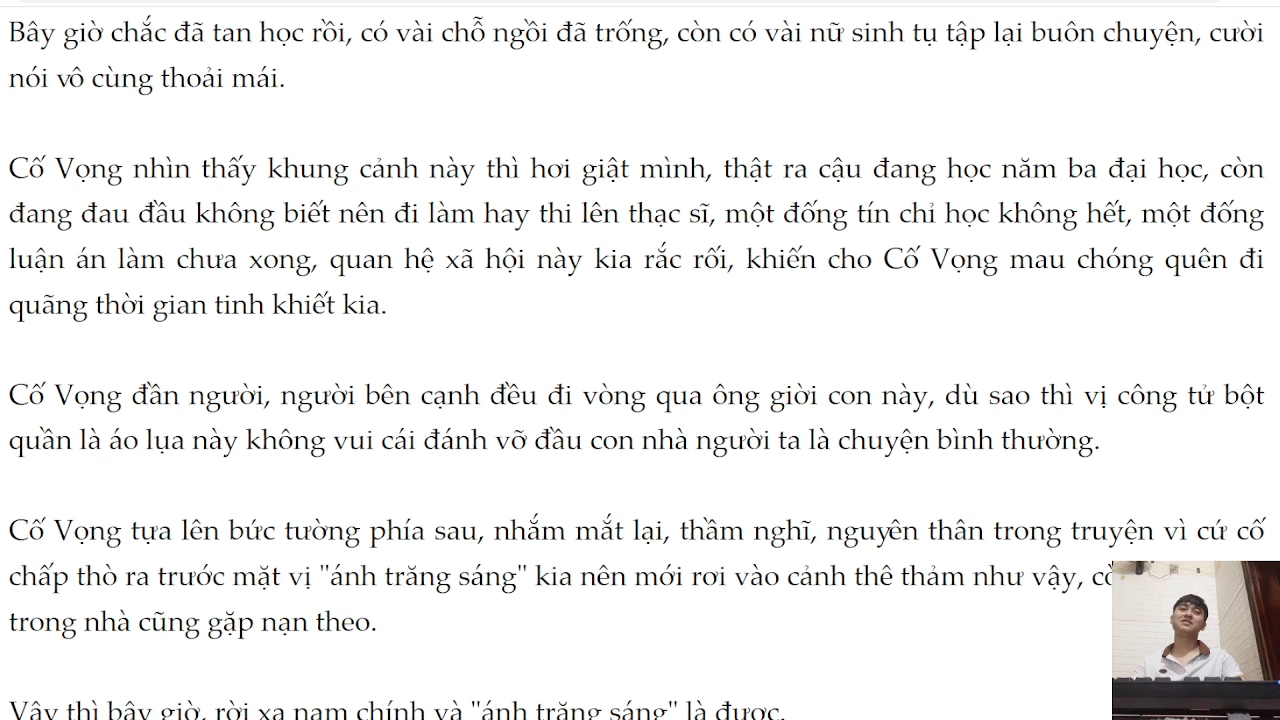 Bây giờ chắc đã tan học rồi, có vài chỗ ngồi đã trống, còn có vài nữ sinh tụ tập lại buôn chuyện, cười
nói vô cùng thoải mái.
Cố Vọng nhìn thấy khung cảnh này thì hơi giật mình, thật ra cậu đang học năm ba đại học, còn
đang đau đầu không biết nên đi làm hay thi lên thạc sĩ, một đống tín chỉ học không hết, một đống
luận án làm chưa xong, quan hệ xã hội này kia rắc rối, khiến cho Cố Vọng mau chóng quên đi
quãng thời gian tinh khiết kia.
Cố Vọng đần người, người bên cạnh đều đi vòng qua ông giời con này, dù sao thì vị công tử bột
quần là áo lụa này không vui cái đánh vỡ đầu con nhà người ta là chuyện bình thường.
Cố Vọng tựa lên bức tường phía sau, nhắm mắt lại, thầm nghĩ, nguyên thân trong truyện vì cứ cố
chấp thò ra trước mặt vị "ánh trăng sáng" kia nên mới rơi vào cảnh thê thảm như vậy,
trong nhà cũng gặp nạn theo.
Vậy thì bây giờ, rời xa nam chính và "ánh trăng sáng" là được.